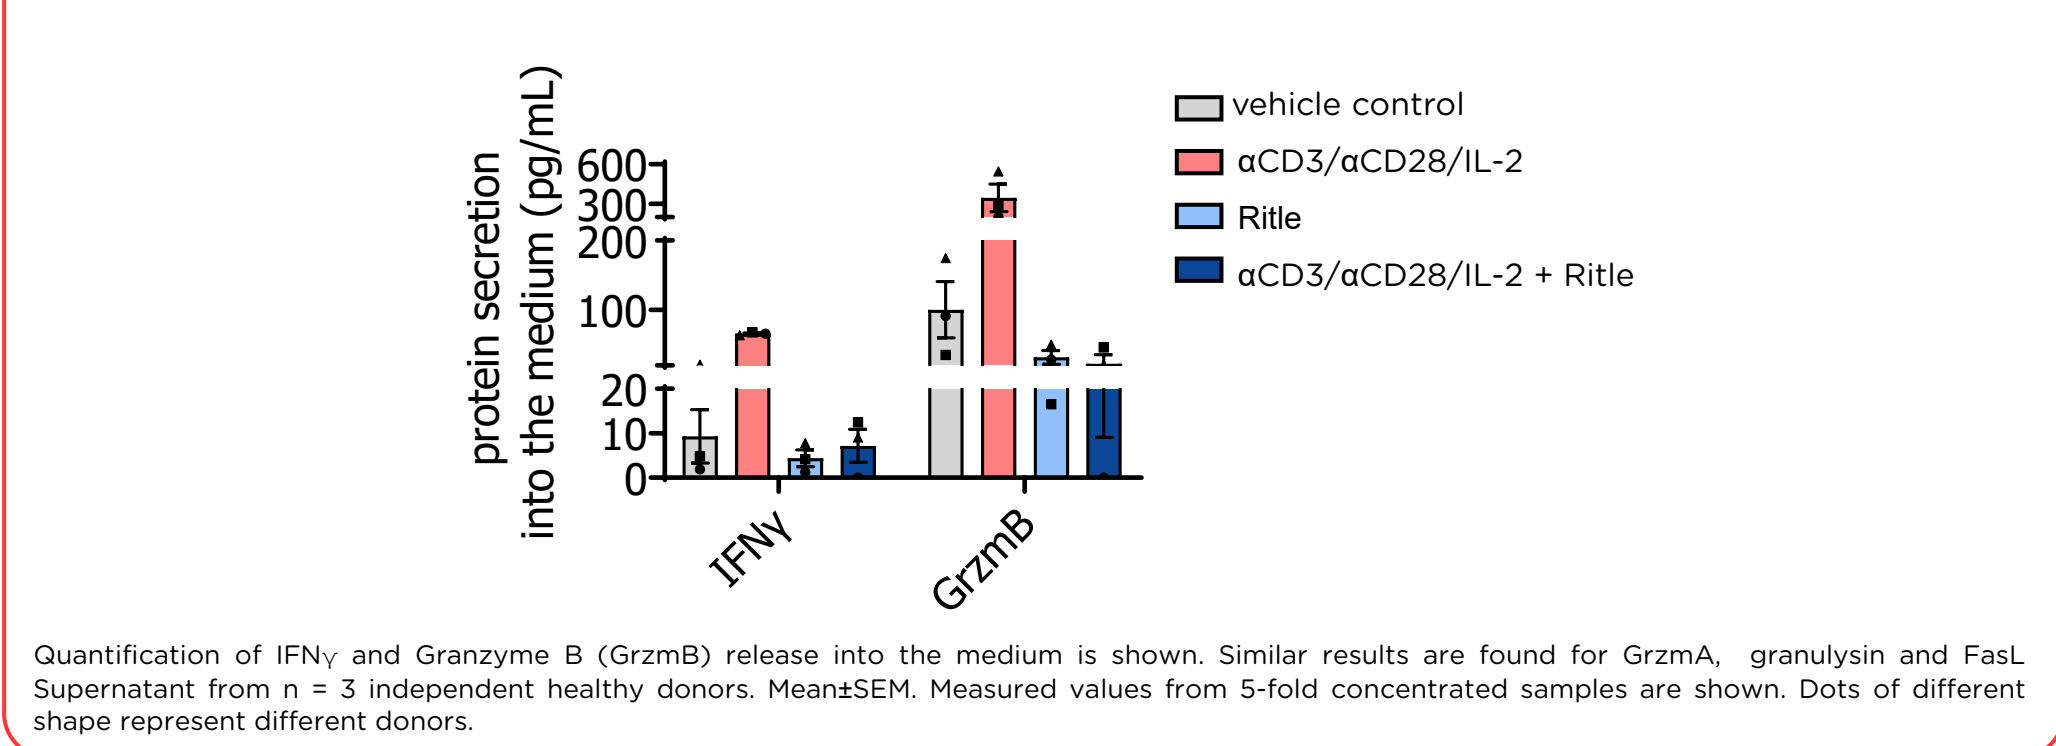 protein secretion
into the medium (pg/mL)
600
300
200
100
20
10
0
IFNγ
GrzmB
vehicle control
αCD3/αCD28/IL-2
Ritle
αCD3/αCD28/IL-2 + Ritle
Quantification of IFNγ and Granzyme B (GrzmB) release into the medium is shown. Similar results are found for GrzmA, granulysin and FasL
Supernatant from n = 3 independent healthy donors. Mean±SEM. Measured values from 5-fold concentrated samples are shown. Dots of different
shape represent different donors.